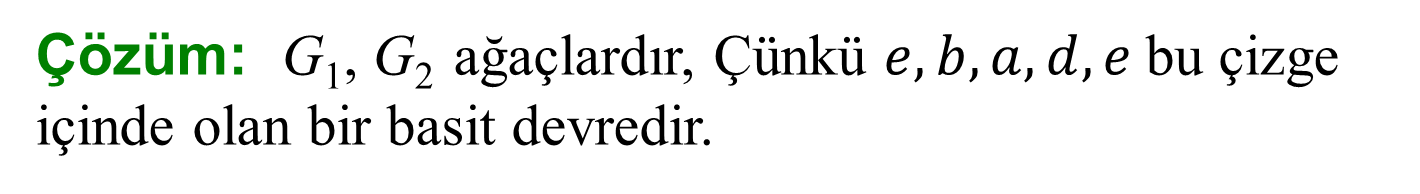 Çözüm: G₁, G₂ ağaçlardır, Çünkü e, b, a, d, e bu çizge
içinde olan bir basit devredir.